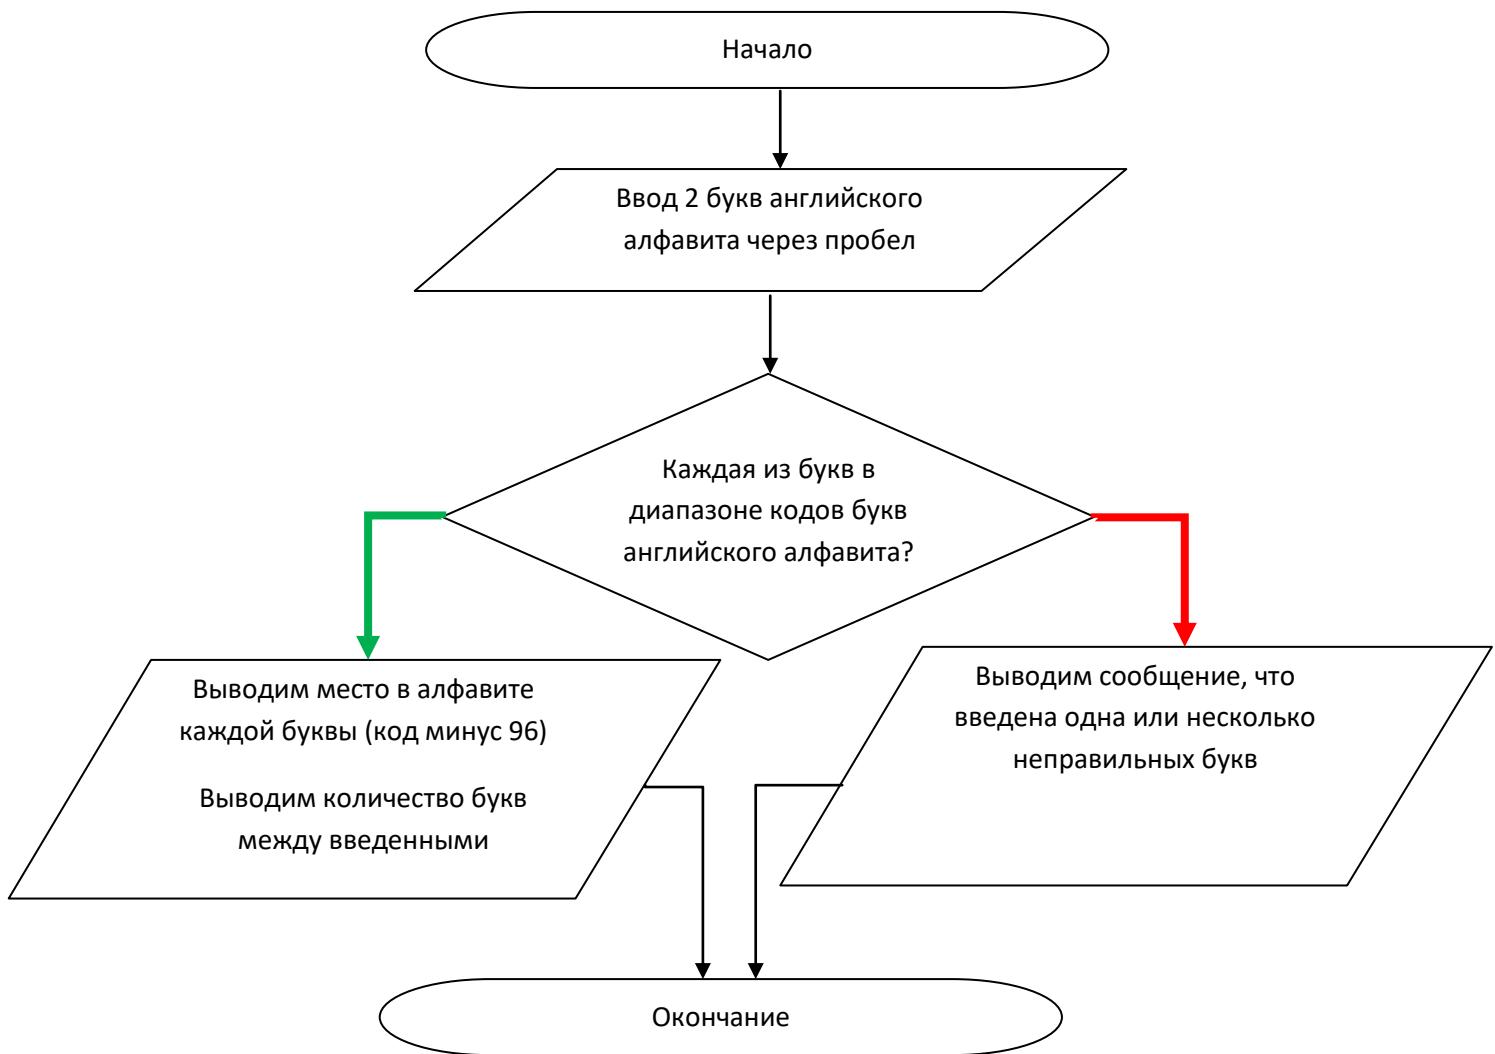 Начало
Ввод 2 букв английского
алфавита через пробел
Каждая из букв в
диапазоне кодов букв
английского алфавита?
Выводим место в алфавите
каждой буквы (код минус 96)
Выводим количество букв
между введенными
Выводим сообщение, что
введена одна или несколько
неправильных букв
Окончание